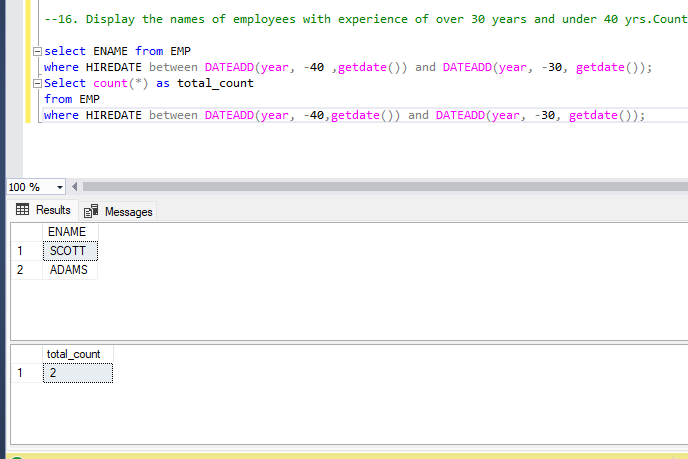 --16. Display the names of employees with experience of over 30 years and under 40 yrs.Count
select ENAME from EMP
where HIREDATE between DATEADD(year, -40 ,getdate()) and DATEADD(year, -30, getdate());
Select count(*) as total_count
from EMP
where HIREDATE between DATEADD(year, -40,getdate()) and DATEADD(year, -30, getdate());
100 %
Results Messages
ENAME
1 SCOTT
2 ADAMS
total_count
1 2